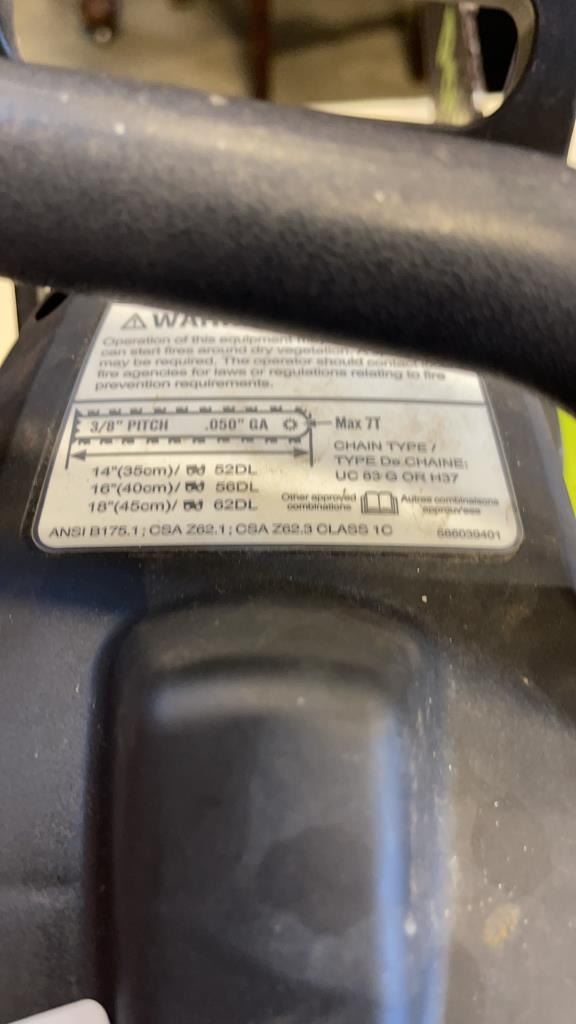 ⚠ WAR
Operation of this equipment may
can start fires around dry vegetation. A
may be required. The operator should contact
fire agencies for laws or regulations relating to fire
prevention requirements.
3/8" PITCH .050" GA Max 7T
CHAIN TYPE /
TYPE De CHAINE:
UC 83 G OR H37
14"(35cm)/ 52DL
16"(40cm)/ 56DL
18"(45cm)/ 62DL
Other approved
combinations
Autres combinaisons
ANSI B175.1; CSA Z62.1; CSA Z62.3 CLASS 1C
586039401